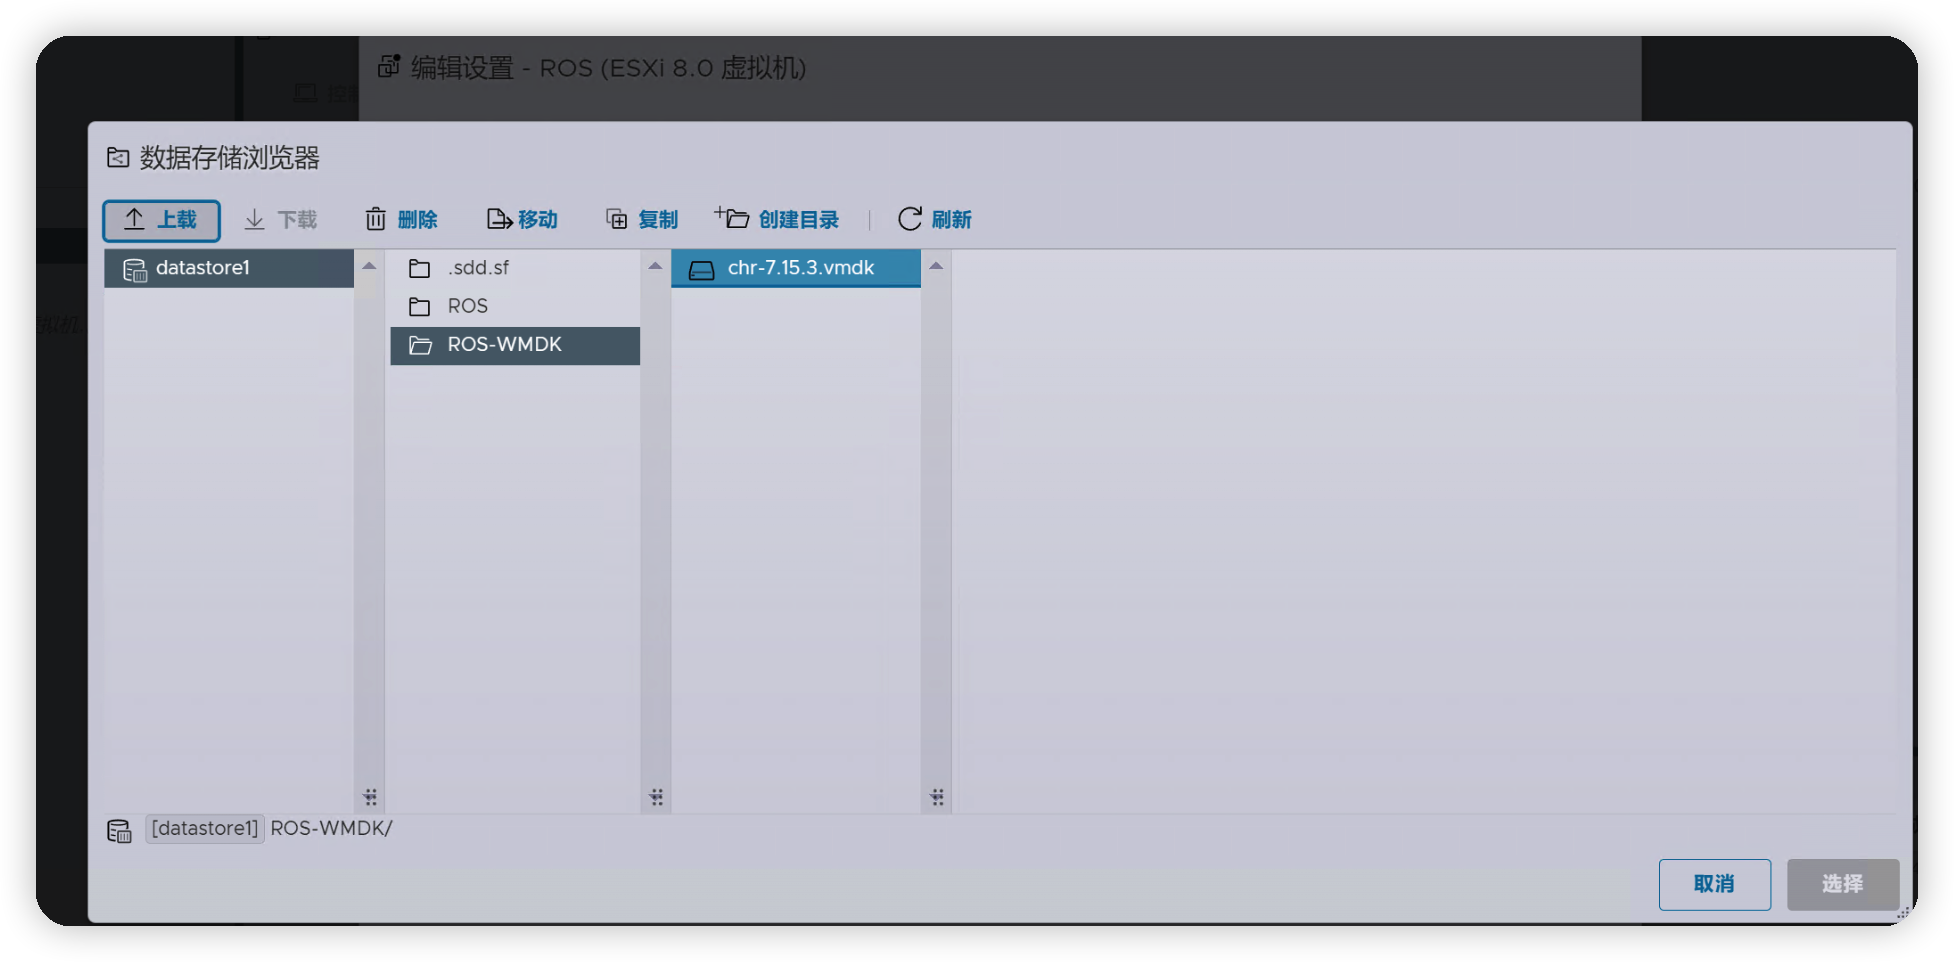 编辑设置 - ROS (ESXi 8.0 虚拟机)
数据存储浏览器
上载 下载 删除 移动 复制 创建目录 刷新
datastore1 .sdd.sf chr-7.15.3.vmdk
ROS
ROS-WMDK
[datastore1] ROS-WMDK/
取消 选择